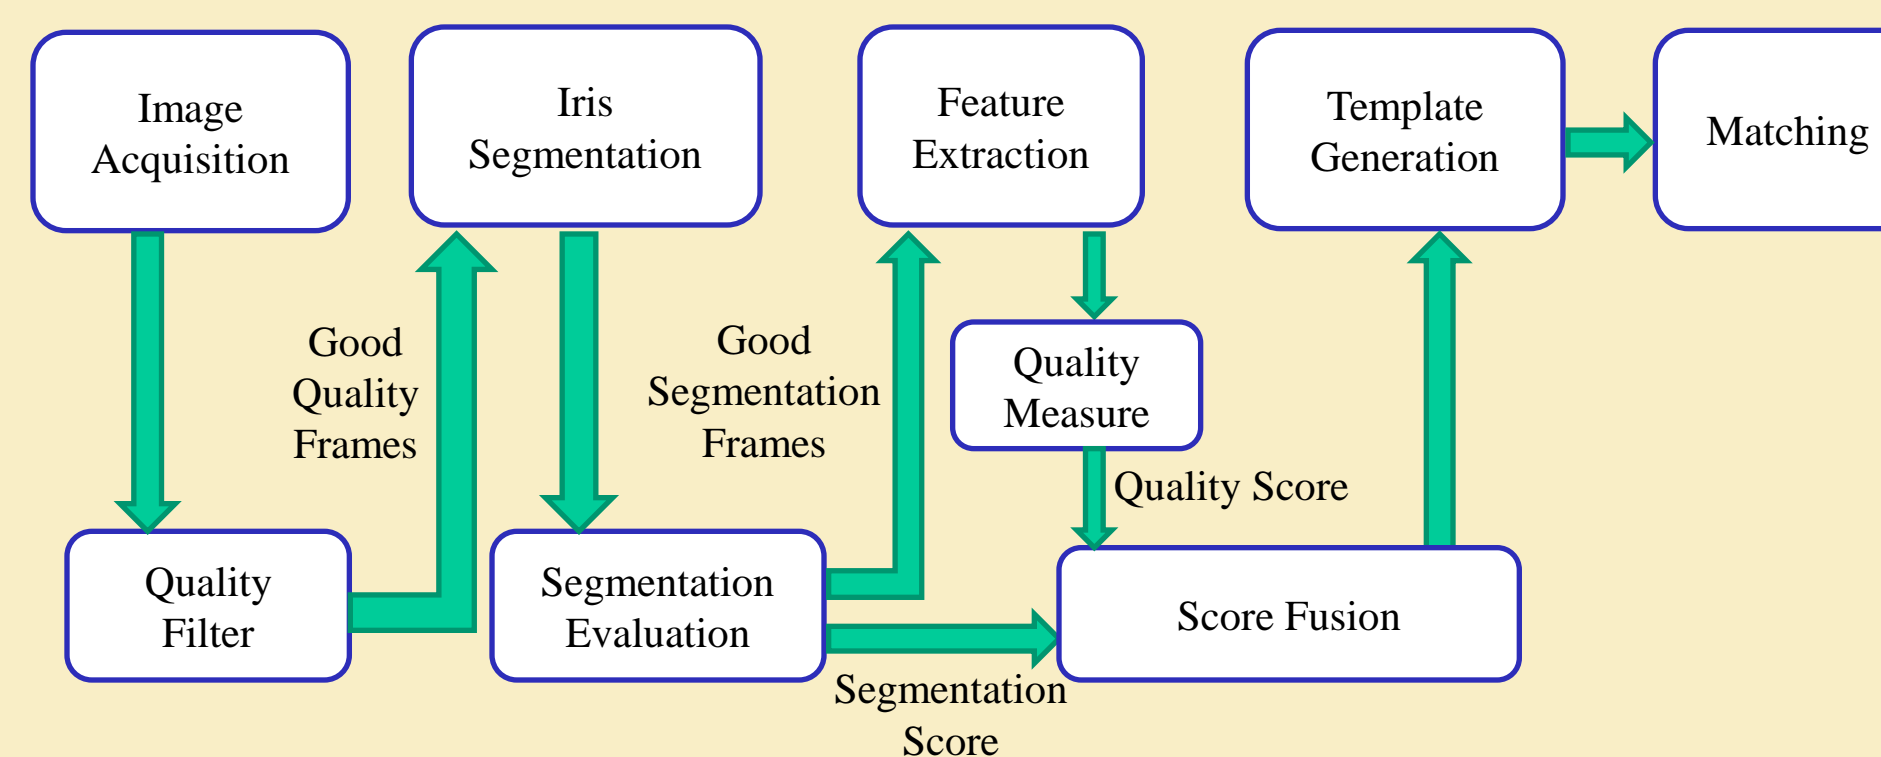 Image
Acquisition
Iris
Segmentation
Feature
Extraction
Template
Generation
Matching
Good
Quality
Frames
Good
Segmentation
Frames
Quality
Measure
Quality Score
Quality
Filter
Segmentation
Evaluation
Score Fusion
Segmentation
Score